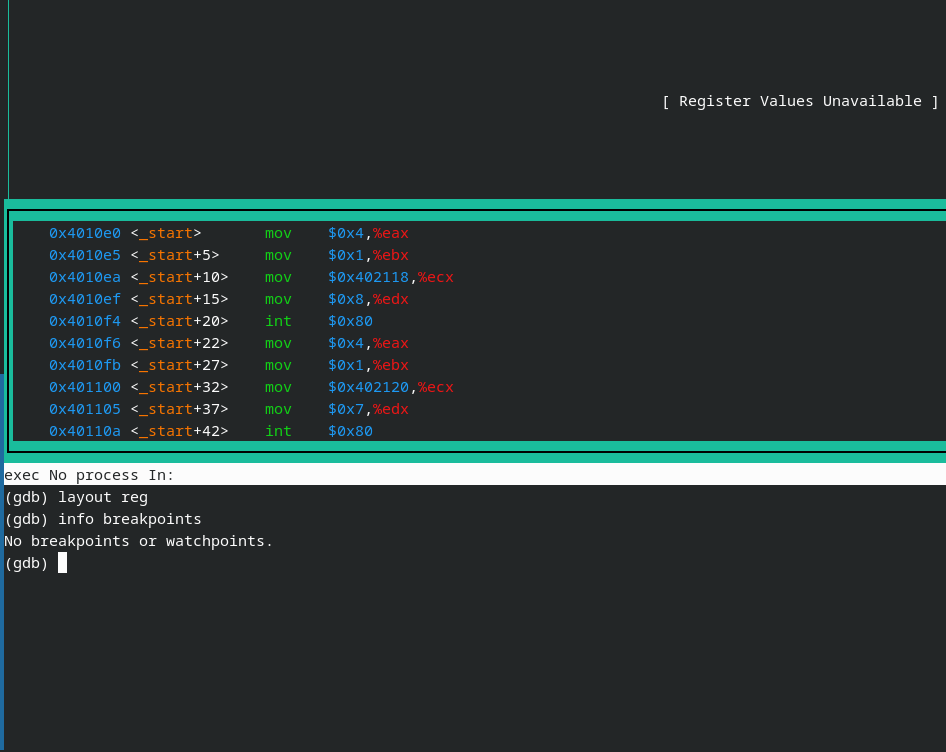 [ Register Values Unavailable ]
0x4010e0 <_start> mov $0x4,%eax
0x4010e5 <_start+5> mov $0x1,%ebx
0x4010ea <_start+10> mov $0x402118,%ecx
0x4010ef <_start+15> mov $0x8,%edx
0x4010f4 <_start+20> int $0x80
0x4010f6 <_start+22> mov $0x4,%eax
0x4010fb <_start+27> mov $0x1,%ebx
0x401100 <_start+32> mov $0x402120,%ecx
0x401105 <_start+37> mov $0x7,%edx
0x40110a <_start+42> int $0x80
exec No process In:
(gdb) layout reg
(gdb) info breakpoints
No breakpoints or watchpoints.
(gdb)